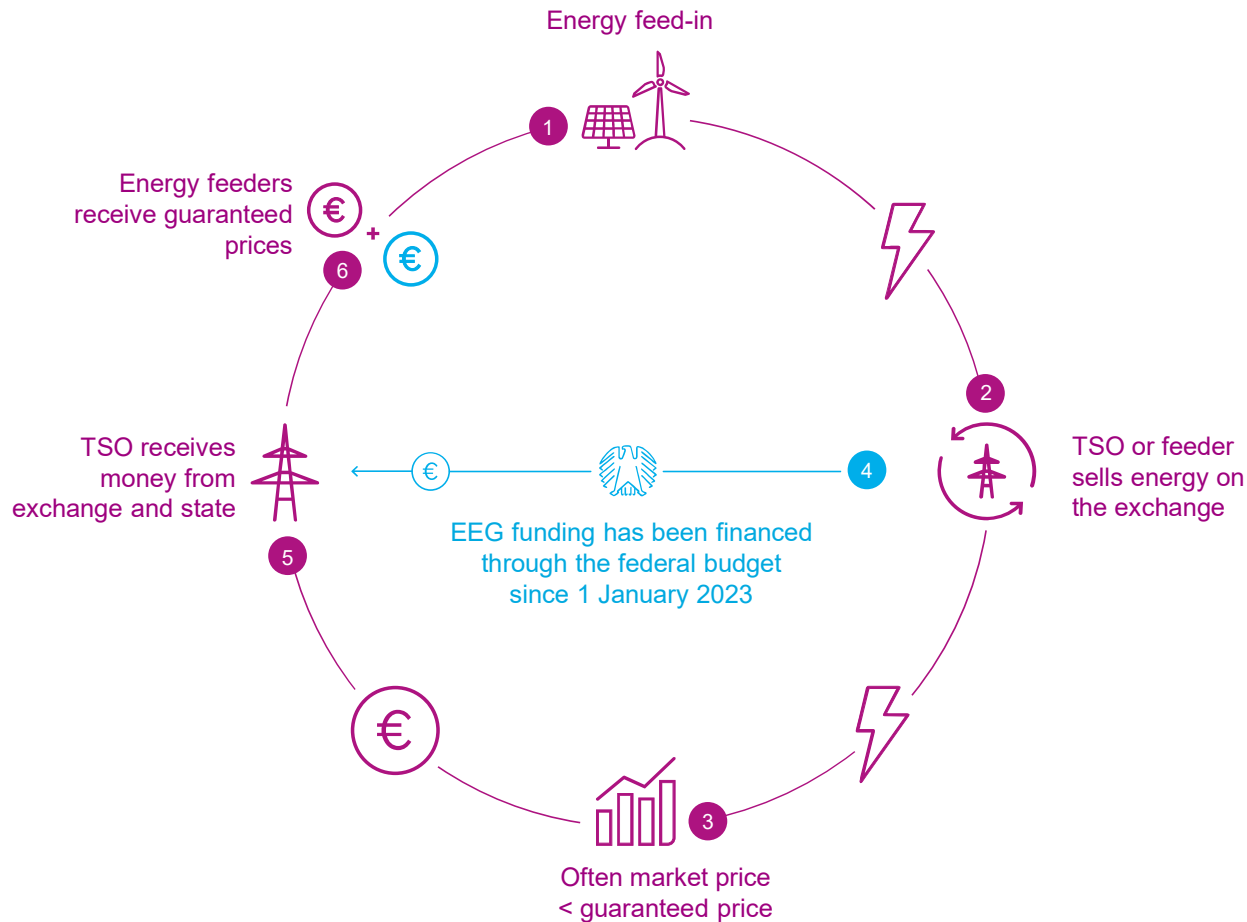 Energy feed-in
1
Energy feeders
receive guaranteed
prices
€
+
€
6
2
TSO or feeder
sells energy on
the exchange
TSO receives
money from
exchange and state
€
4
EEG funding has been financed
through the federal budget
since 1 January 2023
5
€
3
Often market price
< guaranteed price